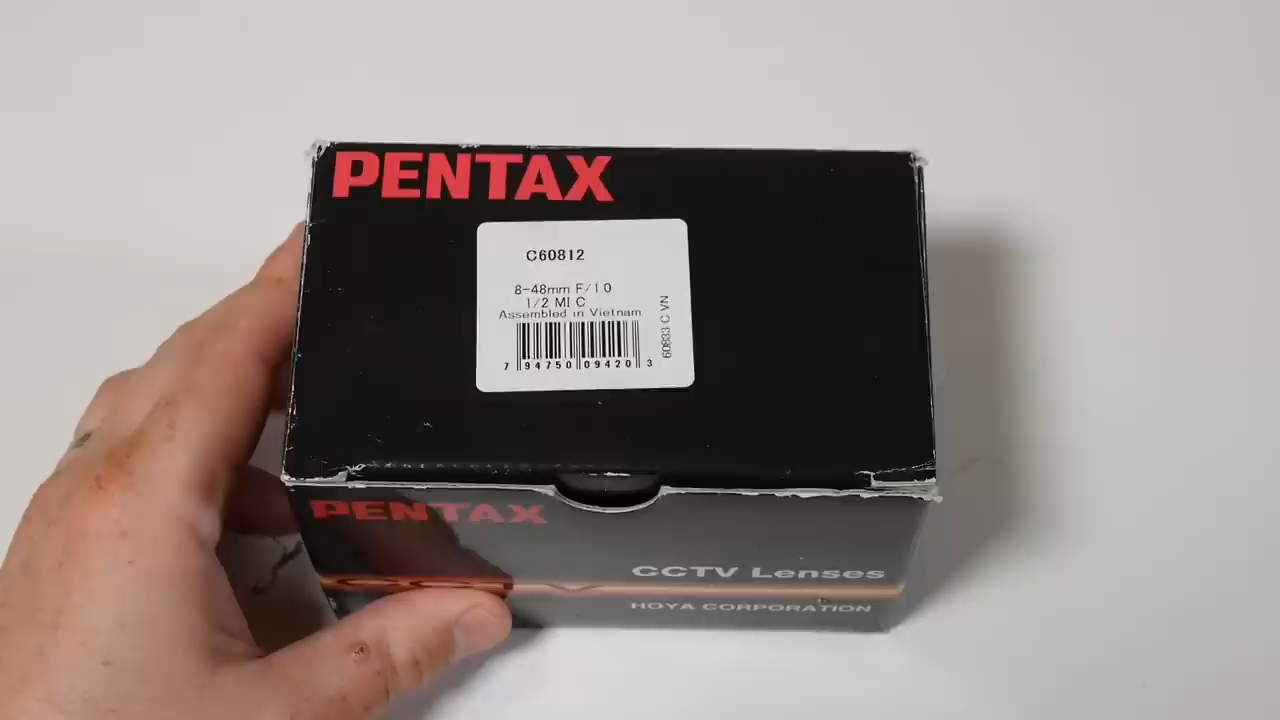 PENTAX
C60812
8-48mm F/1.0
1/2 MI C
Assembled in Vietnam
60833 C VN
7 94750 09420 3
PENTAX
CCTV Lenses
CCTV
HOYA CORPORATION